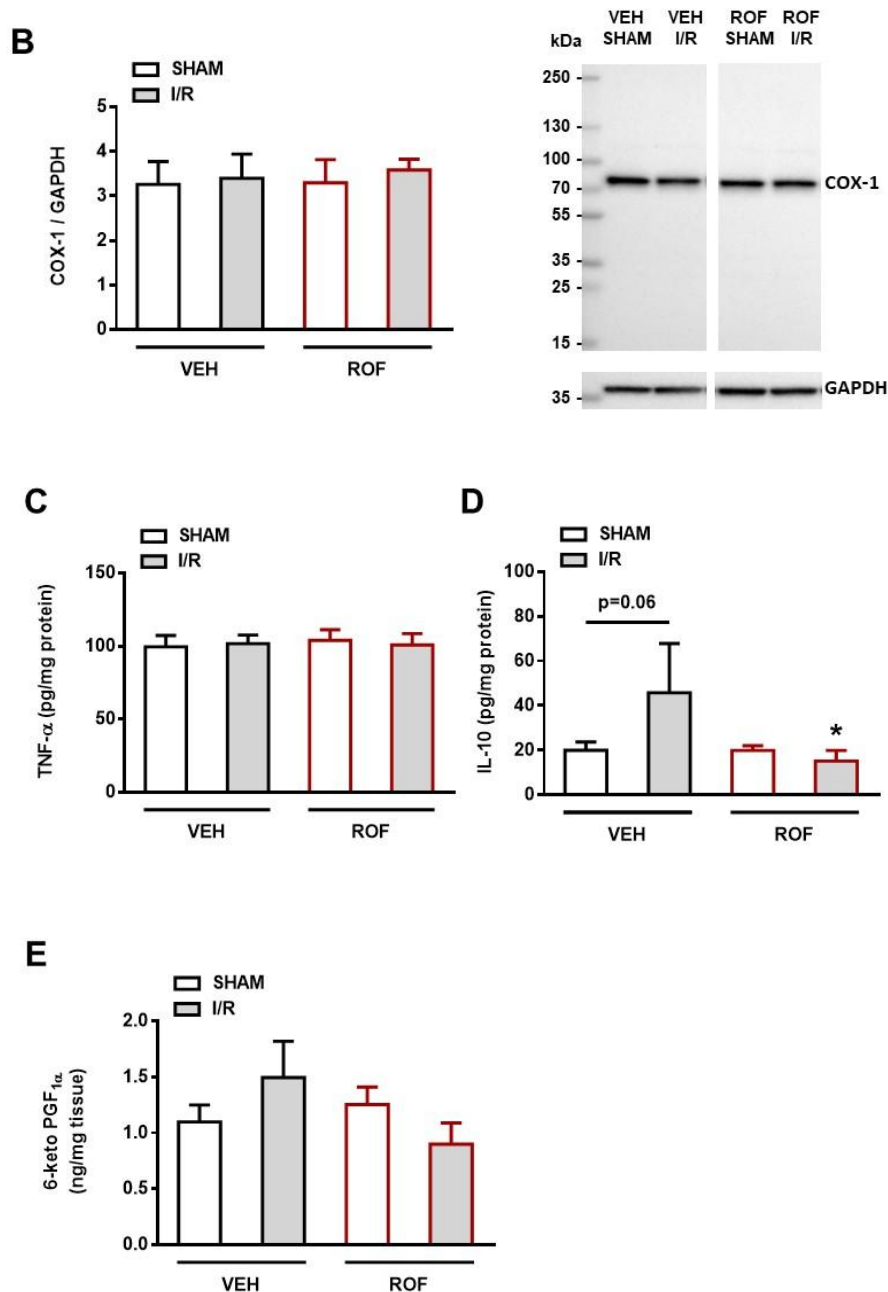 B
SHAM
I/R
COX-1 / GAPDH
5
4
3
2
1
0
VEH
ROF
VEH SHAM
VEH I/R
ROF SHAM
ROF I/R
kDa
250 -
130 -
100 -
70 -
55 -
35 -
25 -
15 -
35 -
COX-1
GAPDH
C
SHAM
I/R
TNF-α (pg/mg protein)
150
100
50
0
VEH
ROF
D
SHAM
I/R
IL-10 (pg/mg protein)
100
80
60
40
20
0
p=0.06
*
VEH
ROF
E
SHAM
I/R
6-keto PGF1α
(ng/mg tissue)
2.0
1.5
1.0
0.5
0.0
VEH
ROF